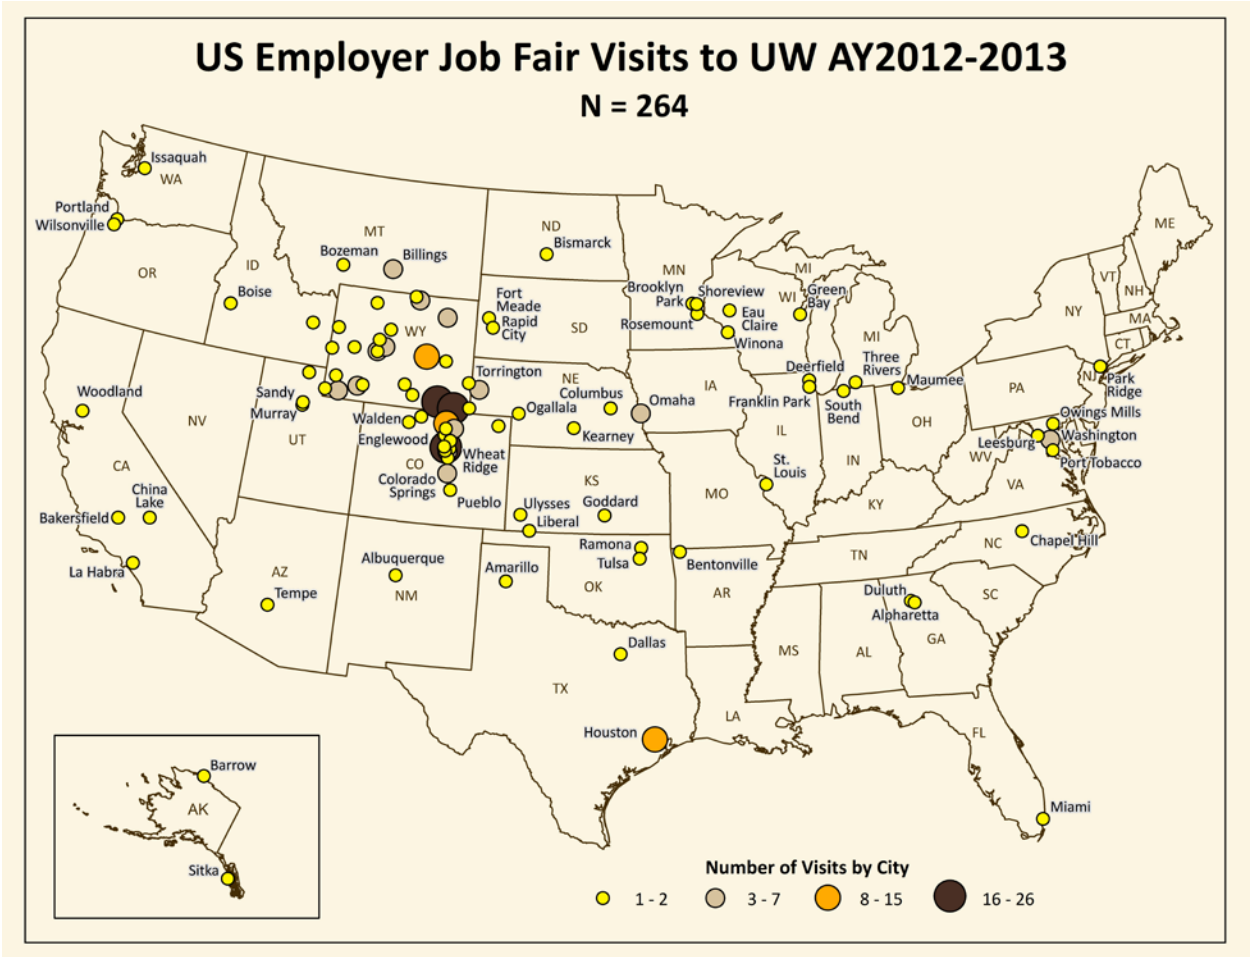 US Employer Job Fair Visits to UW AY2012-2013
N = 264
Issaquah
WA
Portland
Wilsonville
OR
ID
Boise
MT
Bozeman
Billings
ND
Bismarck
MN
Brooklyn
Park
Shoreview
Rosemount
WI
MI
Green
Bay
Eau
Claire
Winona
MI
Three
Rivers
Deerfield
Franklin Park
South
Bend
Maumee
ME
VT
NH
NY
MA
CT
NJ
Park
Ridge
PA
Owings Mills
Washington
Leesburg
Port Tobacco
WV
VA
Fort
Meade
Rapid
City
SD
WY
Torrington
NE
Columbus
Omaha
IA
Ogallala
Kearney
Woodland
NV
Sandy
Murray
UT
Walden
Englewood
Wheat
Ridge
CO
Colorado
Springs
Pueblo
CA
China
Lake
Bakersfield
La Habra
KS
Ulysses
Goddard
Liberal
MO
St.
Louis
IL
IN
OH
KY
TN
NC
Chapel Hill
SC
AZ
Tempe
Albuquerque
NM
Amarillo
Ramona
Tulsa
OK
Bentonville
AR
Duluth
Alpharetta
GA
MS
AL
Dallas
TX
Houston
LA
FL
Miami
Barrow
AK
Sitka
Number of Visits by City
1 - 2
3 - 7
8 - 15
16 - 26